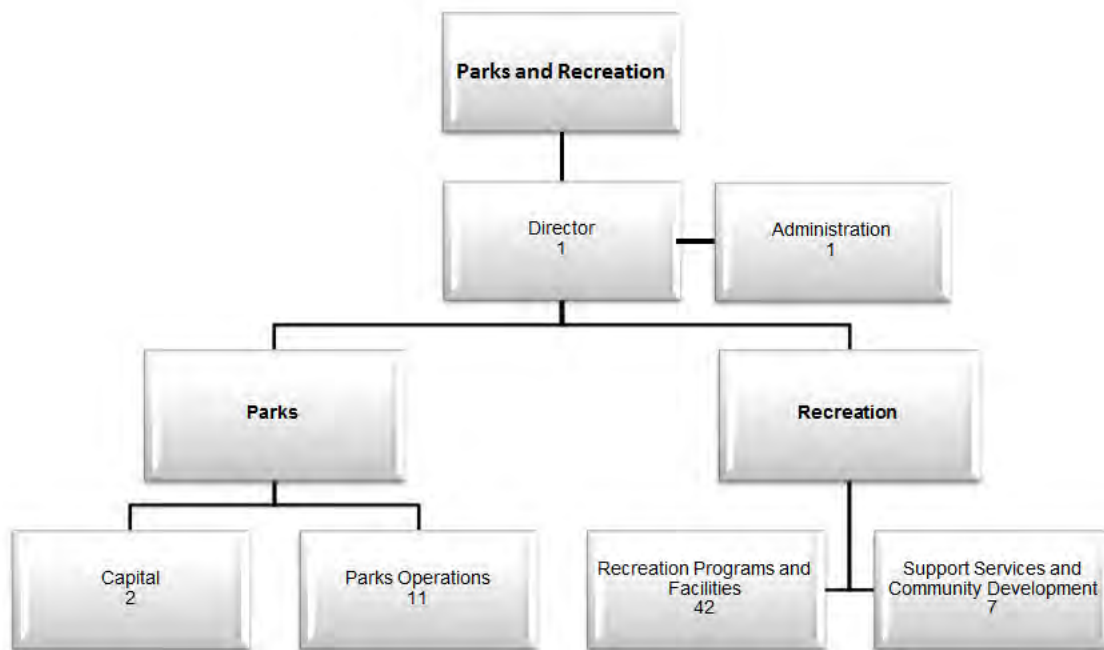 Parks and Recreation
Director
1
Administration
1
Parks
Recreation
Capital
2
Parks Operations
11
Recreation Programs and
Facilities
42
Support Services and
Community Development
7